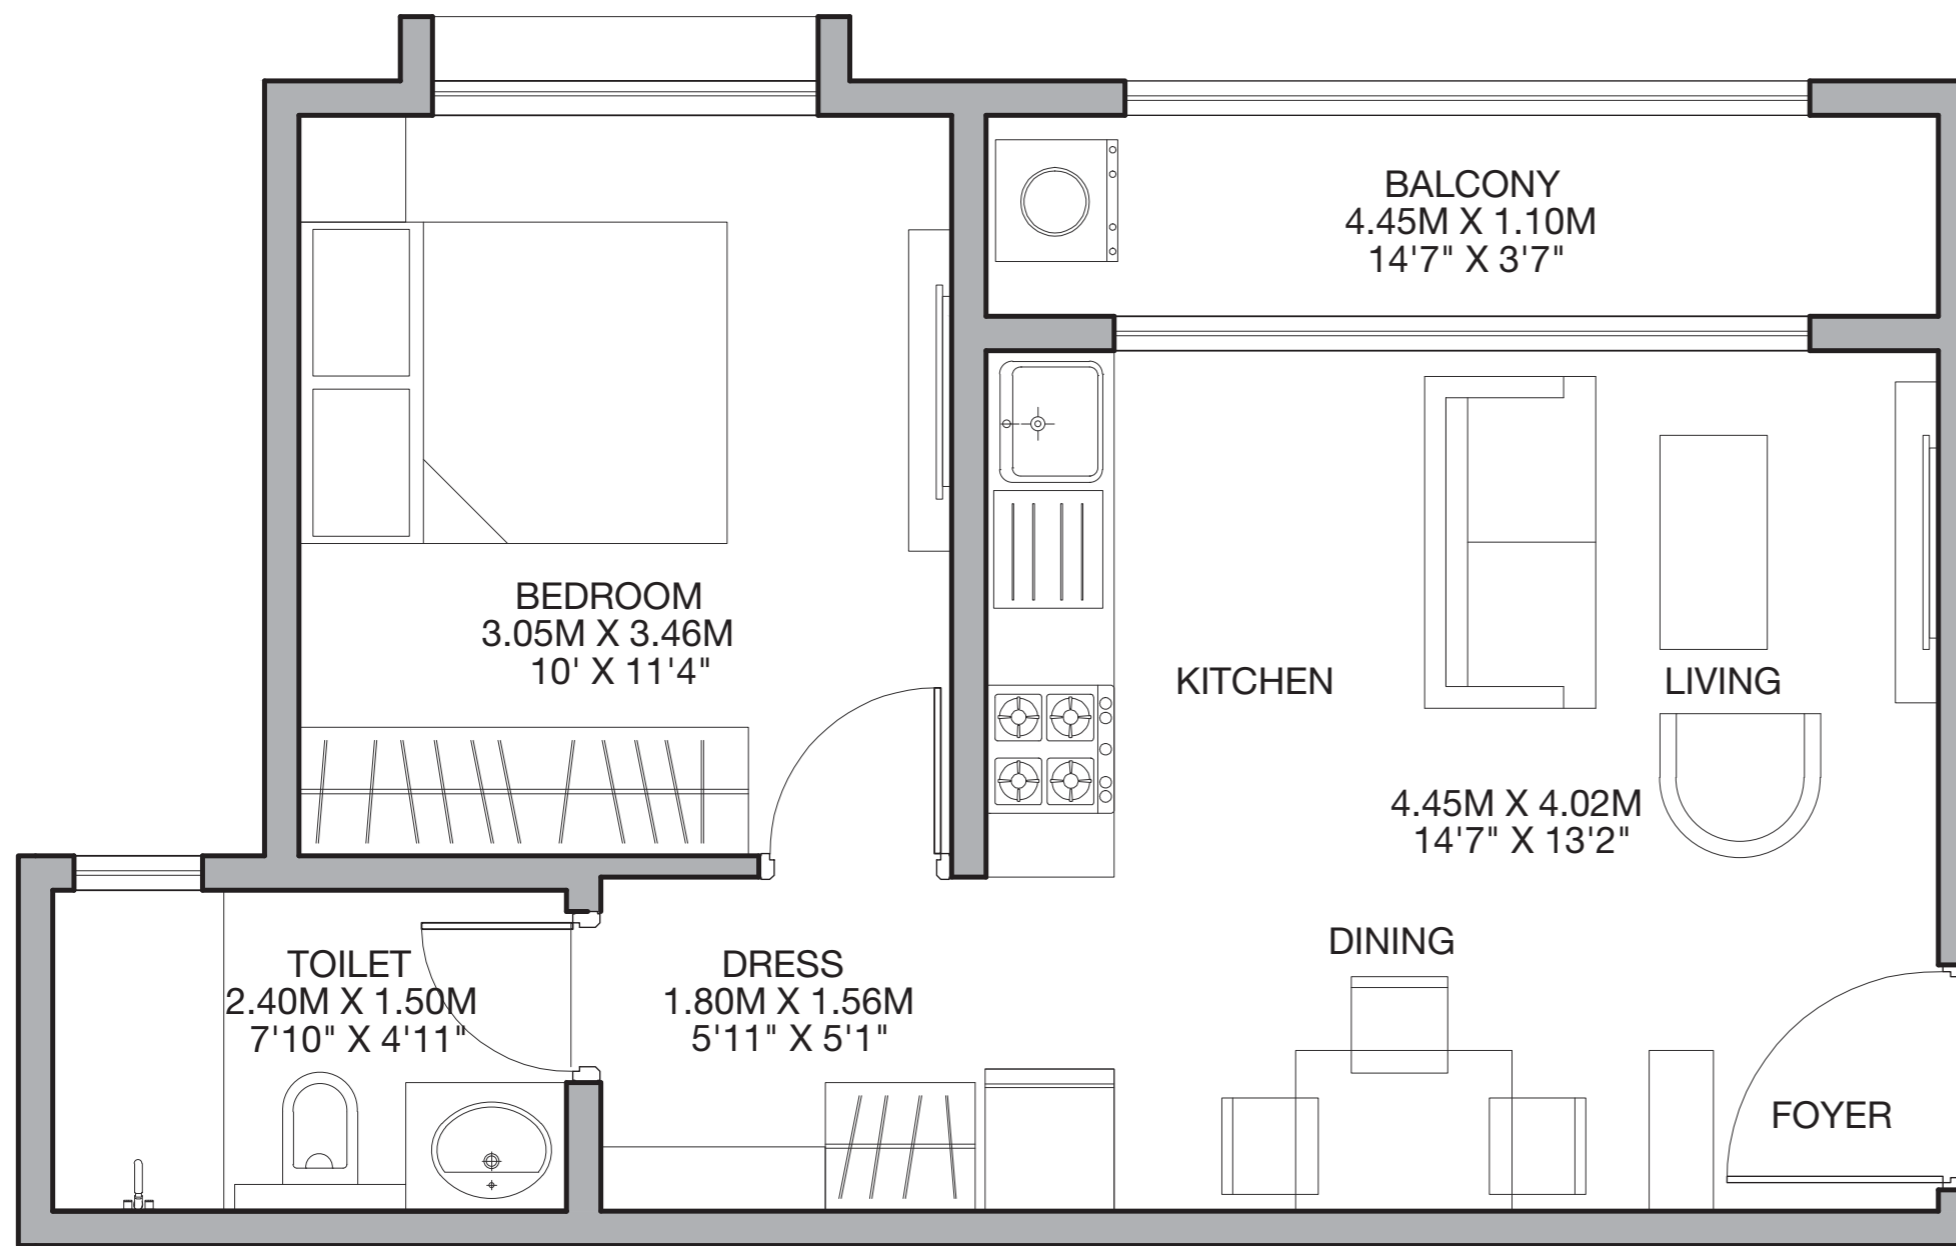 BALCONY
4.45M X 1.10M
14'7" X 3'7"
BEDROOM
3.05M X 3.46M
10' X 11'4"
KITCHEN
LIVING
4.45M X 4.02M
14'7" X 13'2"
DINING
TOILET
2.40M X 1.50M
7'10" X 4'11"
DRESS
1.80M X 1.56M
5'11" X 5'1"
FOYER